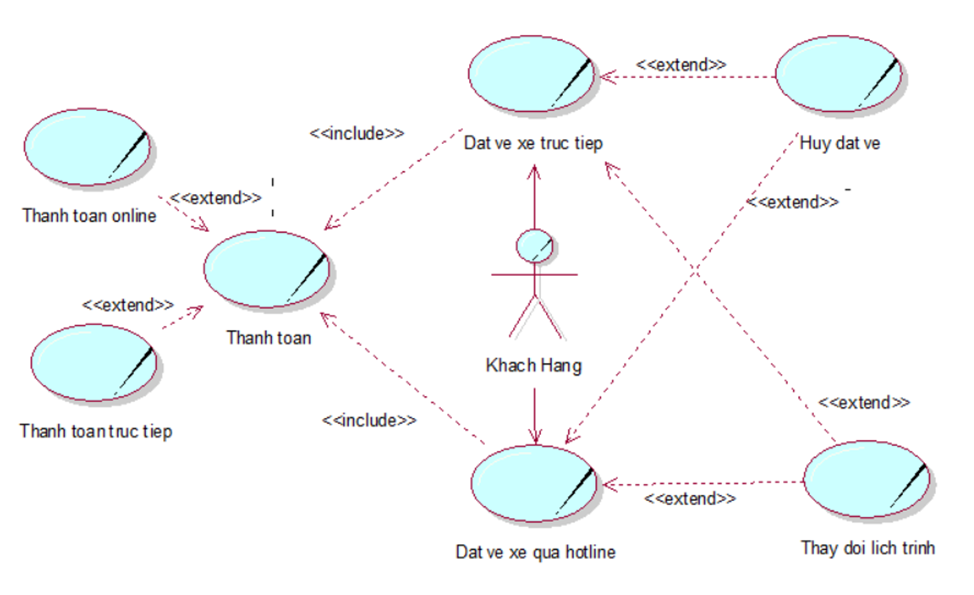 <<extend>>
<<include>>
Dat ve xe truc tiep
Huy dat ve
<<extend>>
Thanh toan online
<<extend>>
<<extend>>
Thanh toan
Khach Hang
Thanh toan truc tiep
<<include>>
<<extend>>
<<extend>>
Dat ve xe qua hotline
Thay doi lich trinh